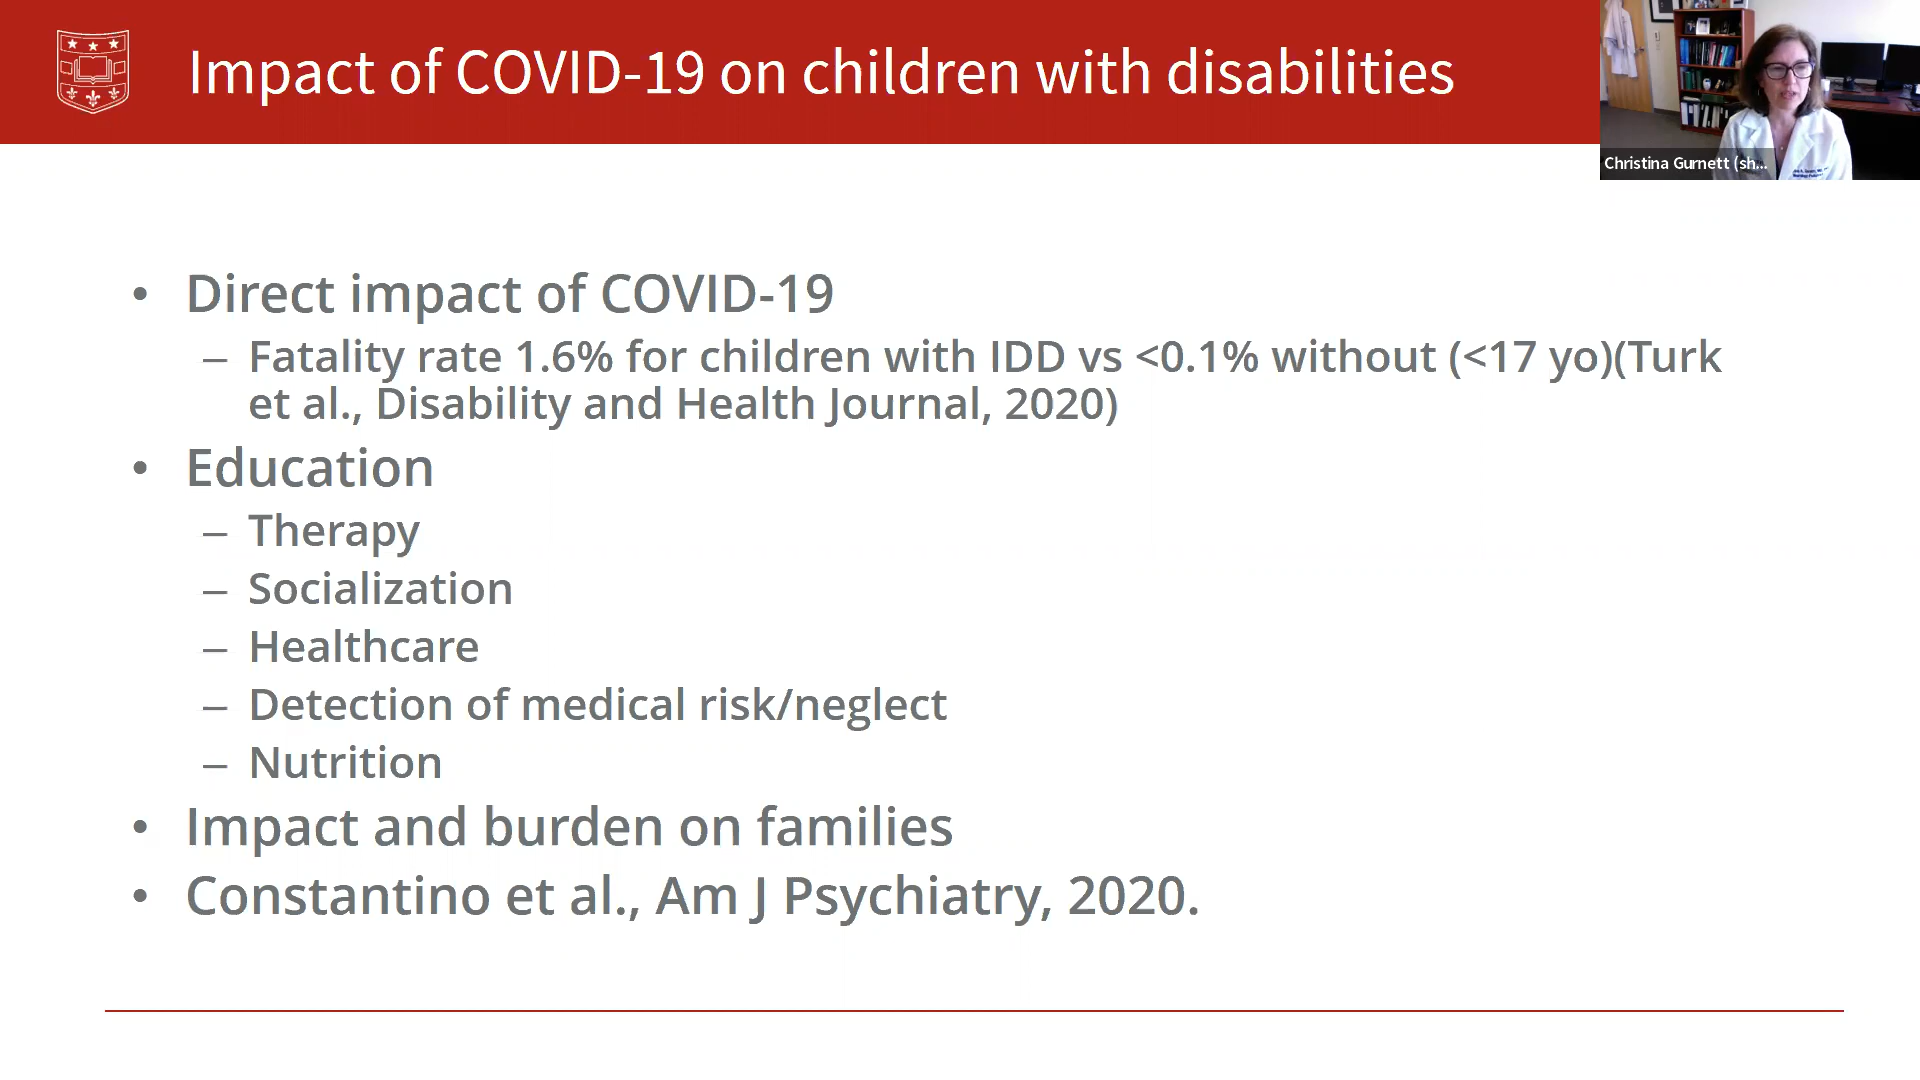 Impact of COVID-19 on children with disabilities
Christina Gurnett (sh...
• Direct impact of COVID-19
– Fatality rate 1.6% for children with IDD vs <0.1% without (<17 yo)(Turk
et al., Disability and Health Journal, 2020)
• Education
– Therapy
– Socialization
– Healthcare
– Detection of medical risk/neglect
– Nutrition
• Impact and burden on families
• Constantino et al., Am J Psychiatry, 2020.